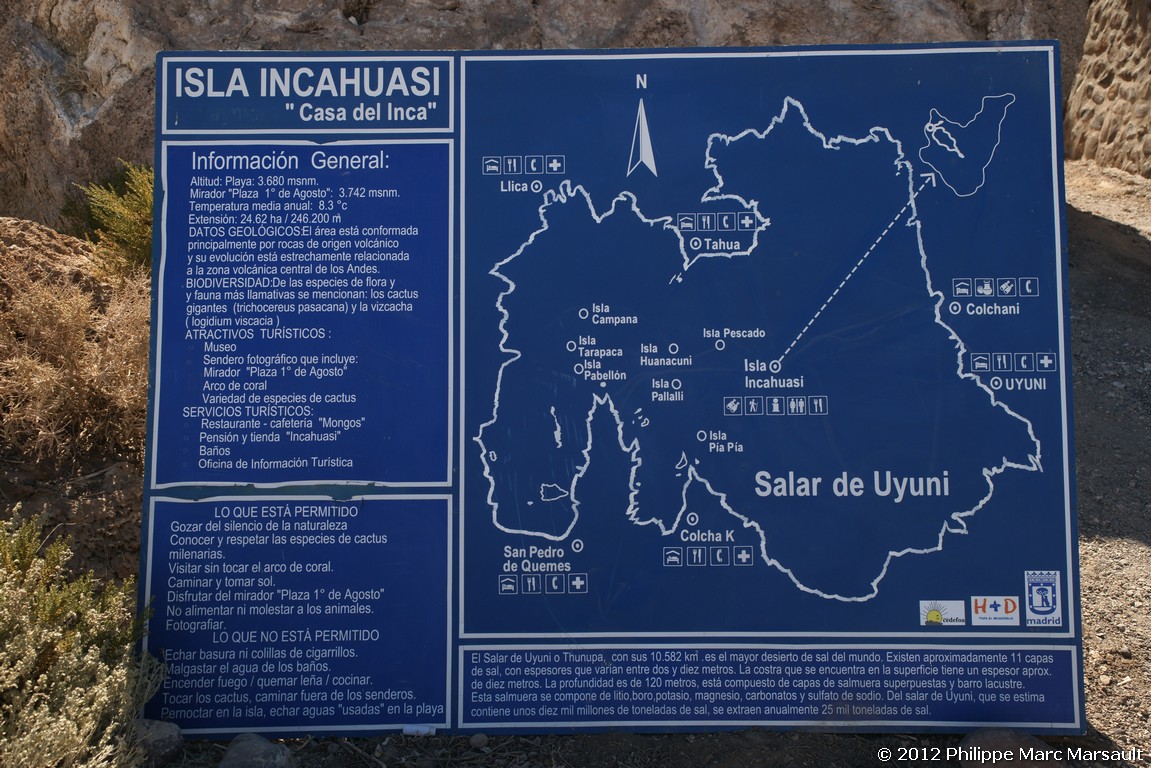 ISLA INCAHUASI
" Casa del Inca"
Información General:
Altitud: Playa: 3.680 msnm.
Mirador "Plaza 1° de Agosto": 3.742 msnm.
Temperatura media anual: 8.3 °c
Extensión: 24.62 ha / 246.200 m²
DATOS GEOLÓGICOS:El área está conformada
principalmente por rocas de origen volcánico
y su evolución está estrechamente relacionada
a la zona volcánica central de los Andes.
BIODIVERSIDAD:De las especies de flora y
y fauna más llamativas se mencionan: los cactus
gigantes (trichocereus pasacana) y la vizcacha
( logidium viscacia )
ATRACTIVOS TURÍSTICOS :
Museo
Sendero fotográfico que incluye:
Mirador "Plaza 1° de Agosto"
Arco de coral
Variedad de especies de cactus
SERVICIOS TURÍSTICOS:
Restaurante - cafetería "Mongos"
Pensión y tienda "Incahuasi"
Baños
Oficina de Información Turística
LO QUE ESTÁ PERMITIDO
Gozar del silencio de la naturaleza
Conocer y respetar las especies de cactus
milenarias.
Visitar sin tocar el arco de coral.
Caminar y tomar sol.
Disfrutar del mirador "Plaza 1° de Agosto"
No alimentar ni molestar a los animales.
Fotografiar.
LO QUE NO ESTÁ PERMITIDO
Echar basura ni colillas de cigarrillos.
Malgastar el agua de los baños.
Encender fuego / quemar leña / cocinar.
Tocar los cactus, caminar fuera de los senderos.
Pernoctar en la isla, echar aguas "usadas" en la playa
N
Llica
Tahua
Isla
Campana
Isla
Tarapaca
Isla
Pabellón
Isla
Huanacuni
Isla Pescado
Isla
Pallalli
Isla
Incahuasi
Isla
Pía Pía
Colchani
UYUNI
Salar de Uyuni
Colcha K
San Pedro
de Quemes
cedefoa
H+D
madrid
El Salar de Uyuni o Thunupa, con sus 10.582 km² .es el mayor desierto de sal del mundo. Existen aproximadamente 11 capas
de sal, con espesores que varían entre dos y diez metros. La costra que se encuentra en la superficie tiene un espesor aprox.
de diez metros. La profundidad es de 120 metros, está compuesto de capas de salmuera superpuestas y barro lacustre.
Esta salmuera se compone de litio,boro,potasio, magnesio, carbonatos y sulfato de sodio. Del salar de Uyuni, que se estima
contiene unos diez mil millones de toneladas de sal, se extraen anualmente 25 mil toneladas de sal.
© 2012 Philippe Marc Marsault